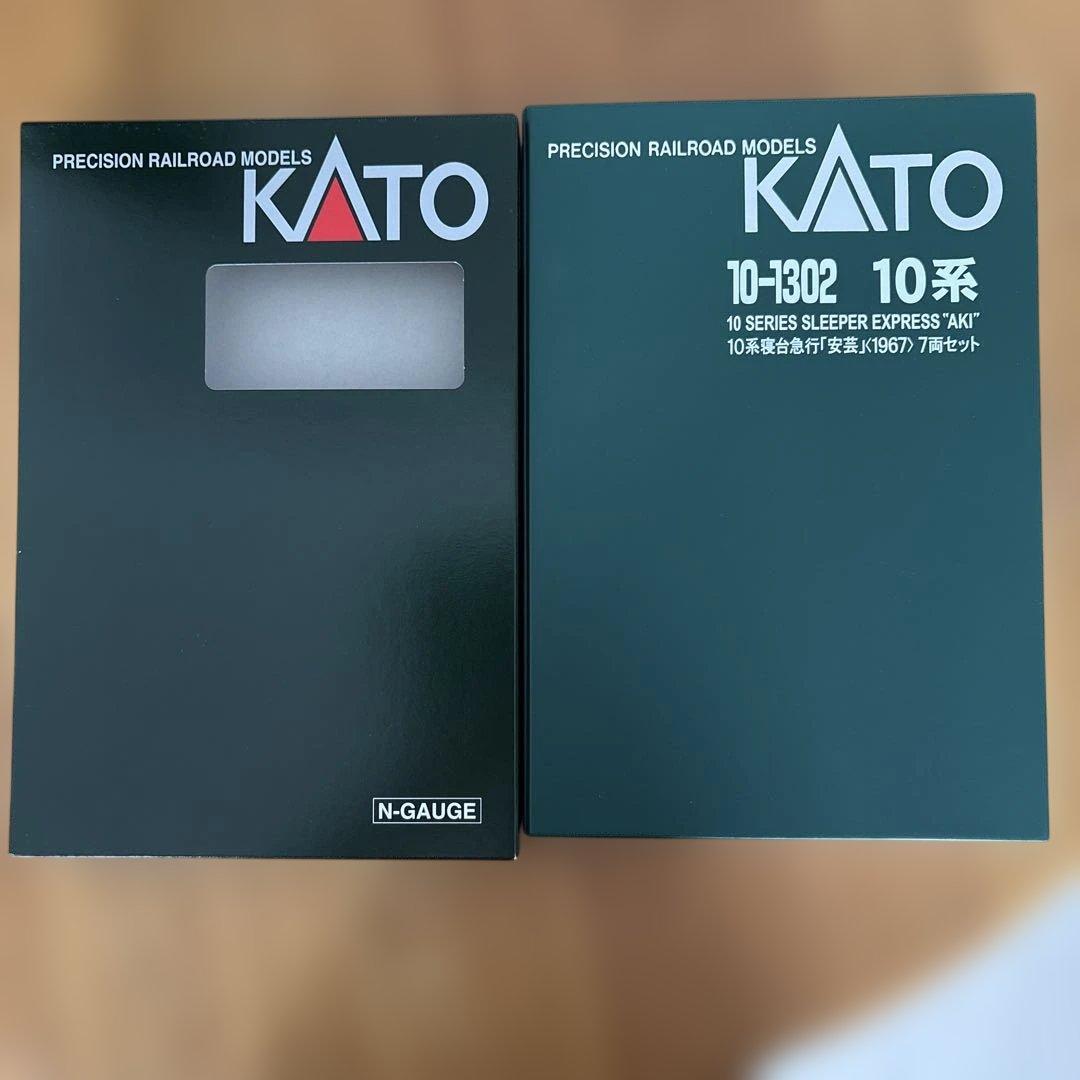 PRECISION RAILROAD MODELS
KATO
N-GAUGE
PRECISION RAILROAD MODELS
KATO
10-1302 10系
10 SERIES SLEEPER EXPRESS "AKI"
10系寝台急行「安芸」〈1967〉 7両セット